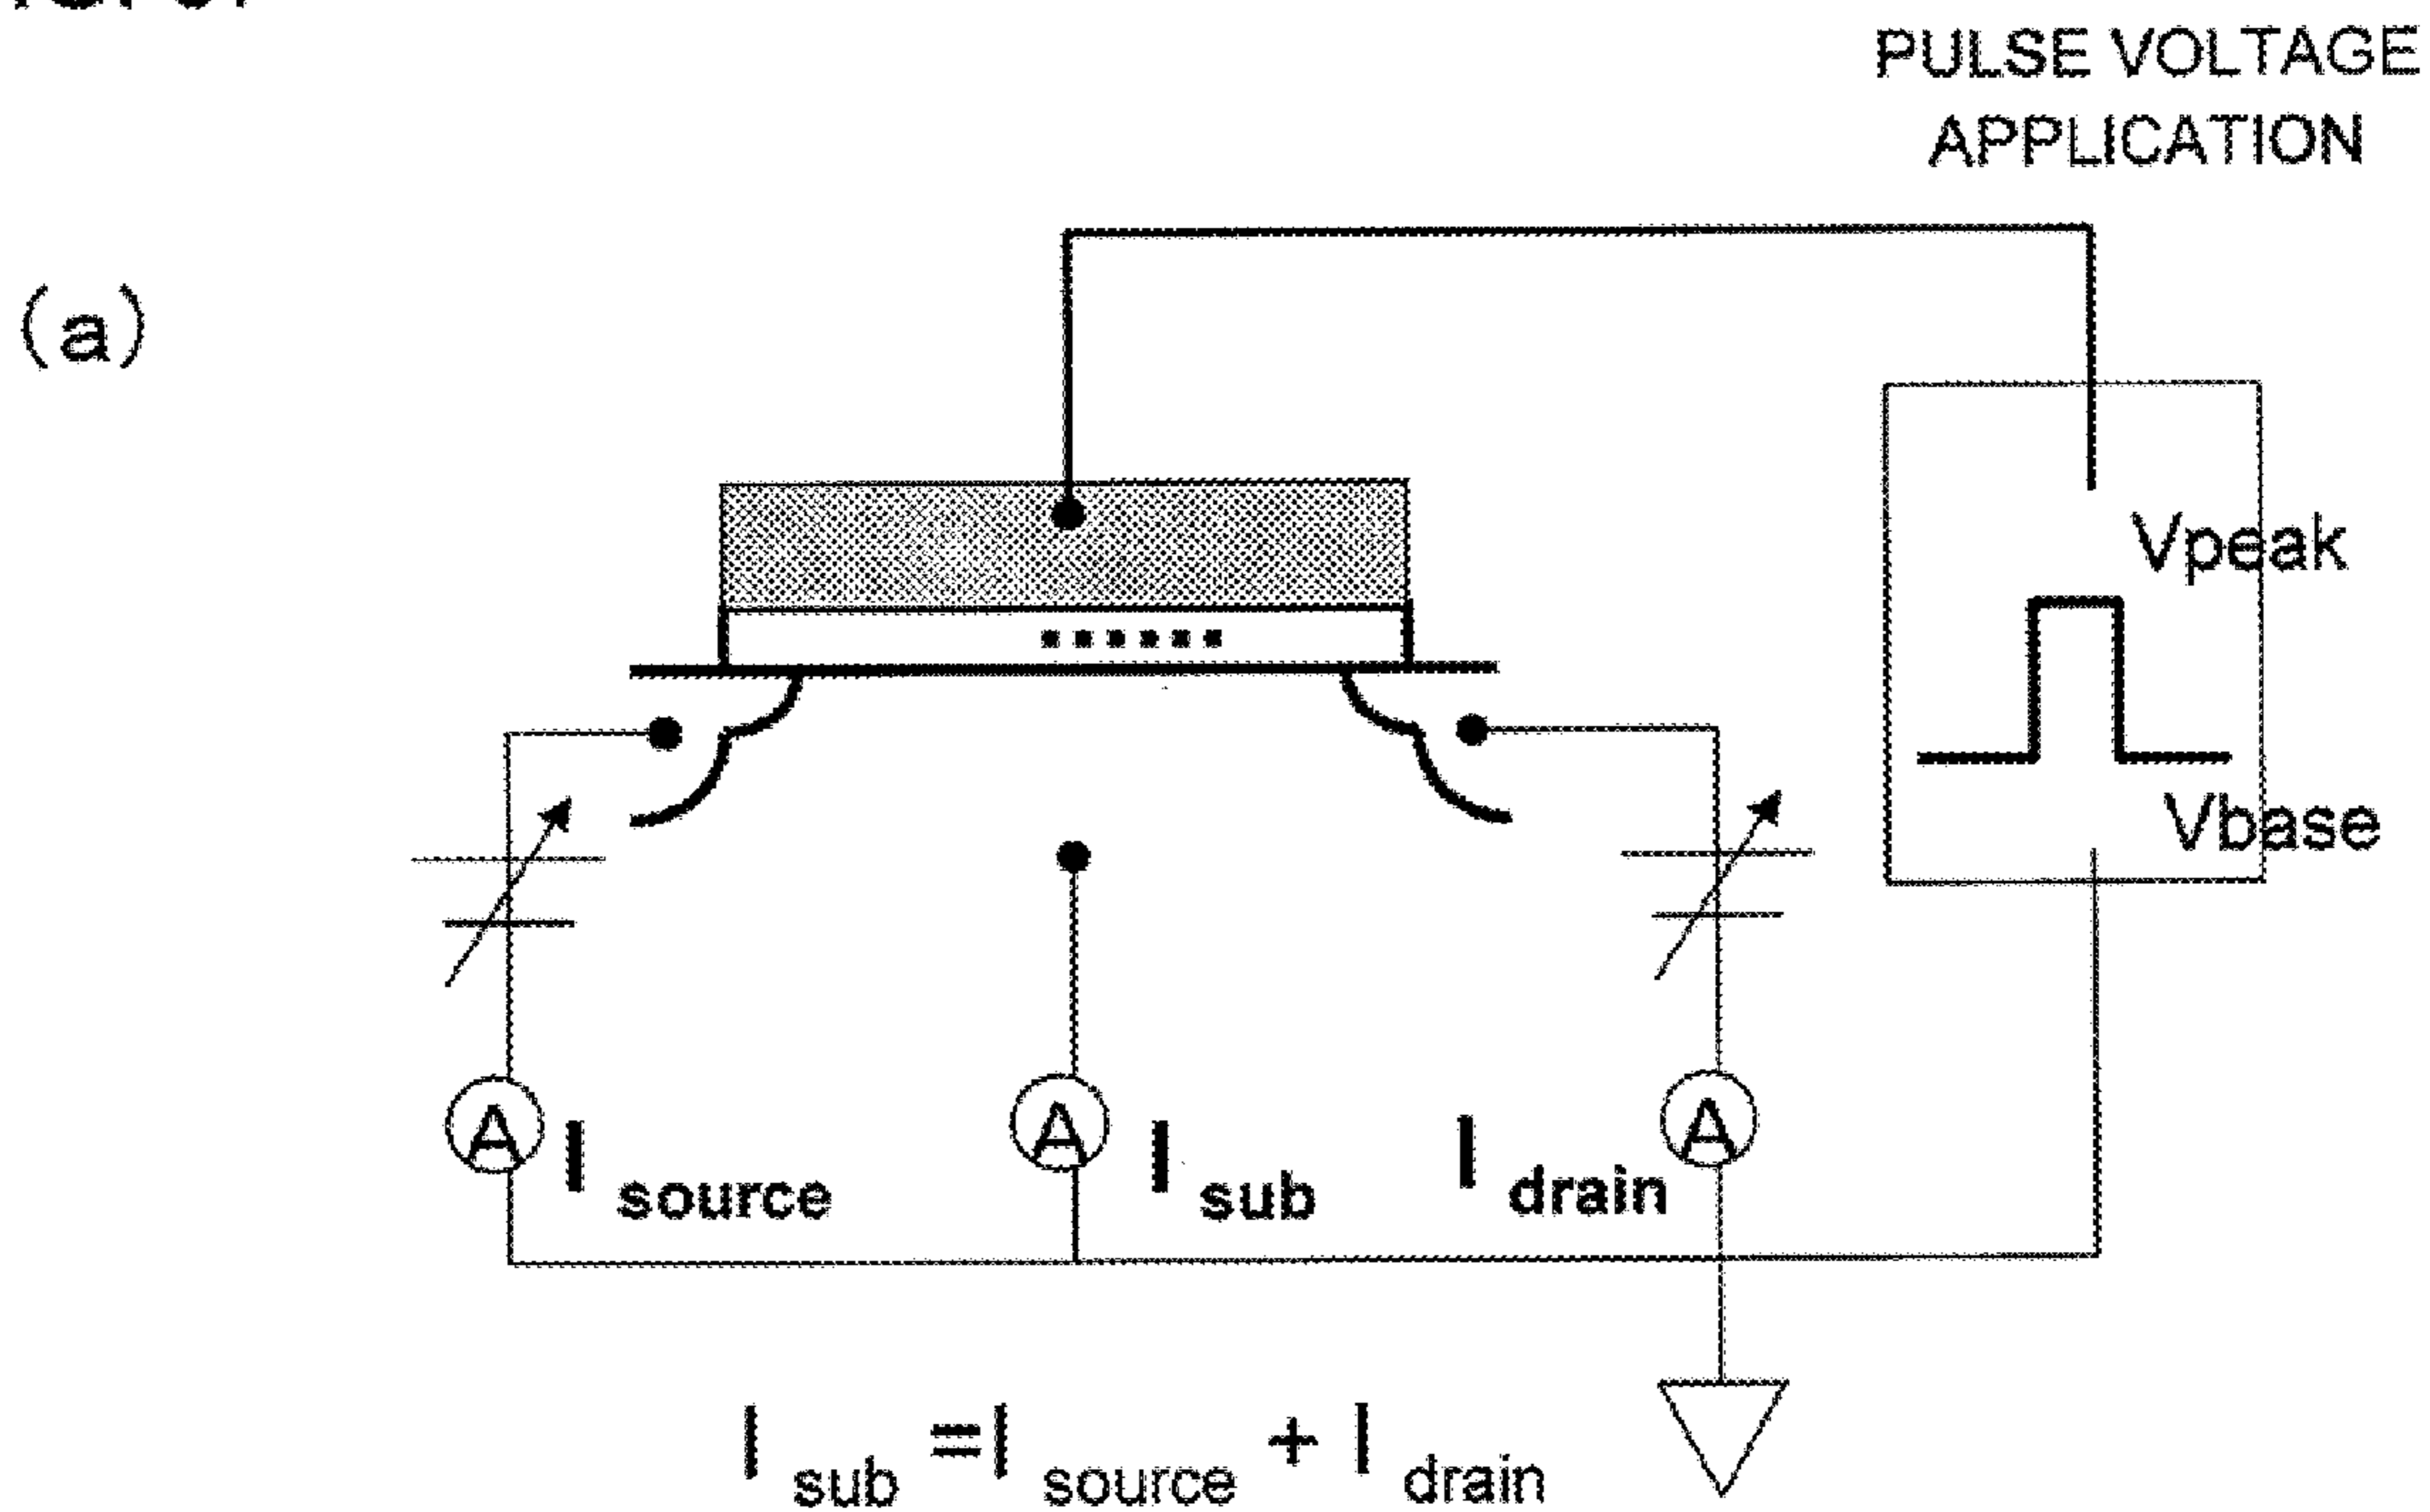 PULSE VOLTAGE
APPLICATION
(a)
Vpeak
Vbase
A I source
A I sub
I drain A
I sub =I source + I drain